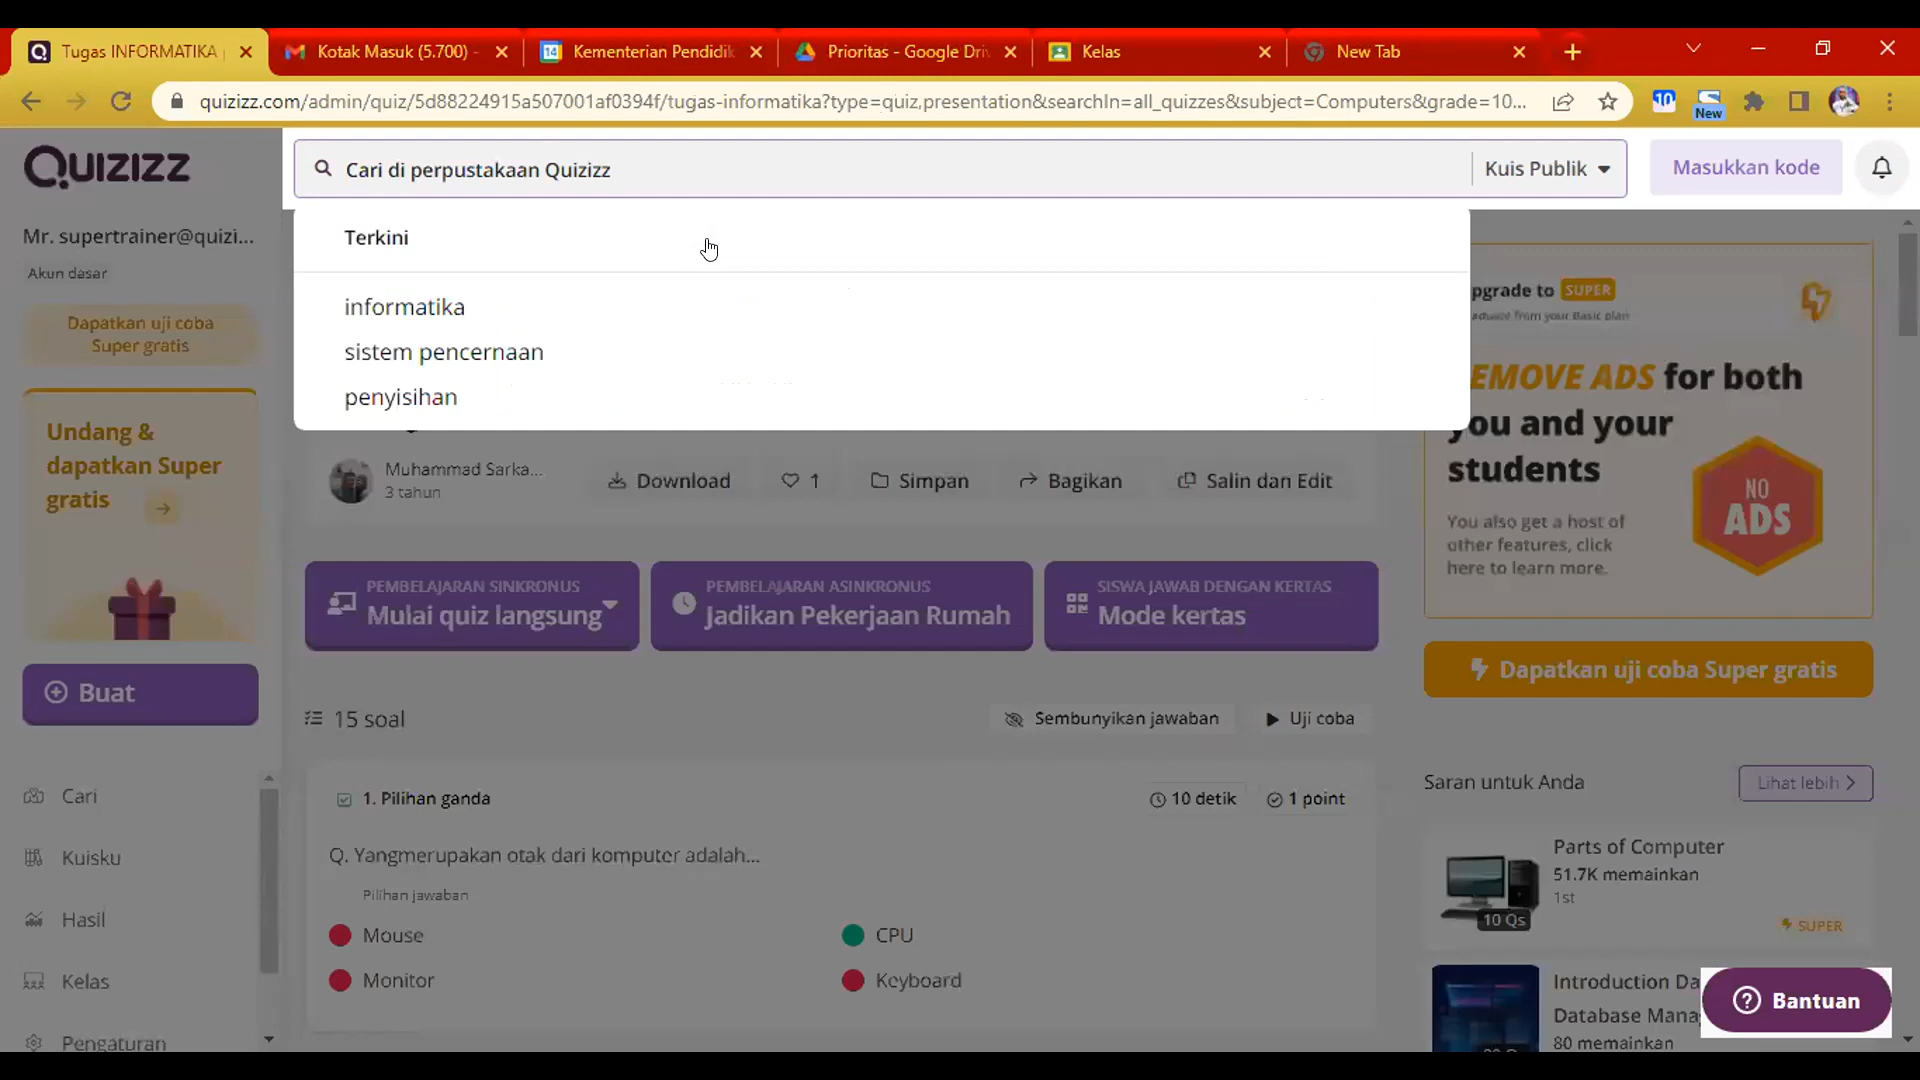 Tugas INFORMATIKA
Kotak Masuk (5.700) -
14
Kementerian Pendidik
Prioritas - Google Driv
Kelas
New Tab
quizizz.com/admin/quiz/5d88224915a507001af0394f/tugas-informatika?type=quiz,presentation&searchIn=all_quizzes&subject=Computers&grade=10...
New
Quizizz
Cari di perpustakaan Quizizz
Kuis Publik
Masukkan kode
Mr. supertrainer@quizi...
Akun dasar
Dapatkan uji coba
Super gratis
Undang &
dapatkan Super
gratis
Buat
Cari
Kuisku
Hasil
Kelas
Pengaturan
Terkini
informatika
sistem pencernaan
penyisihan
Muhammad Sarka...
3 tahun
Download
1
Simpan
Bagikan
Salin dan Edit
PEMBELAJARAN SINKRONUS
Mulai quiz langsung
PEMBELAJARAN ASINKRONUS
Jadikan Pekerjaan Rumah
SISWA JAWAB DENGAN KERTAS
Mode kertas
15 soal
Sembunyikan jawaban
Uji coba
1. Pilihan ganda
10 detik
1 point
Q. Yangmerupakan otak dari komputer adalah...
Pilihan jawaban
Mouse
CPU
Monitor
Keyboard
pgrade to SUPER
from your Basic plan
EMOVE ADS for both
you and your
students
NO
ADS
You also get a host of
other features, click
here to learn more.
Dapatkan uji coba Super gratis
Saran untuk Anda
Lihat lebih
Parts of Computer
51.7K memainkan
1st
10 Qs
SUPER
Introduction Da
Database Mana
80 memainkan
Bantuan